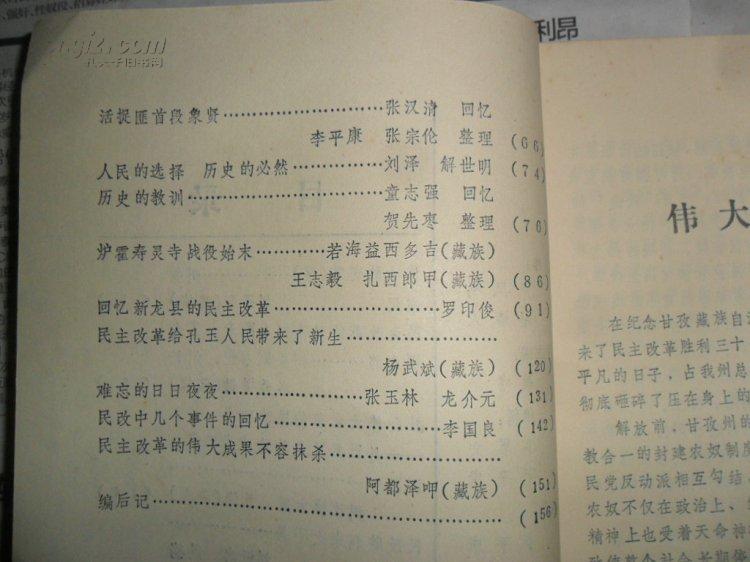 利昂
孔夫子旧书网
活捉匪首段象贤……………………张汉清 回忆
李平康 张宗伦 整理 (66)
人民的选择 历史的必然…………刘泽 解世明 (74)
历史的教训……………………………童志强 回忆
贺先枣 整理 (76)
炉霍寿灵寺战役始末…………若海益西多吉(藏族)
王志毅 扎西郎甲(藏族) (86)
回忆新龙县的民主改革……………………罗印俊 (91)
民主改革给孔玉人民带来了新生……………………
杨武斌(藏族) (120)
难忘的日日夜夜……………………张玉林 龙介元 (131)
民改中几个事件的回忆……………………李国良 (142)
民主改革的伟大成果不容抹杀……………………
阿都泽呷(藏族) (151)
编后记……………………………………………… (156)
伟大
在纪念甘孜藏族自治
来了民主改革胜利三十
平凡的日子，占我州总
彻底砸碎了压在身上的
解放前，甘孜州的
教合一的封建农奴制度
民党反动派相互勾结，
农奴不仅在政治上、
精神上也受着天命神